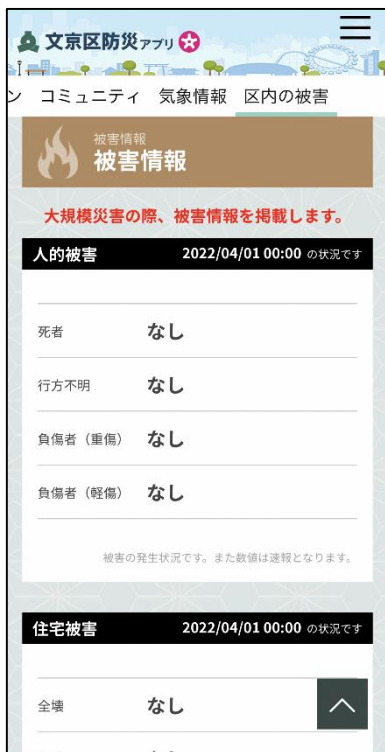 文京区防災アプリ
ン コミュニティ 気象情報 区内の被害
被害情報
被害情報
大規模災害の際、被害情報を掲載します。
人的被害 2022/04/01 00:00 の状況です
死者 なし
行方不明 なし
負傷者（重傷） なし
負傷者（軽傷） なし
被害の発生状況です。また数値は速報となります。
住宅被害 2022/04/01 00:00 の状況です
全壊 なし